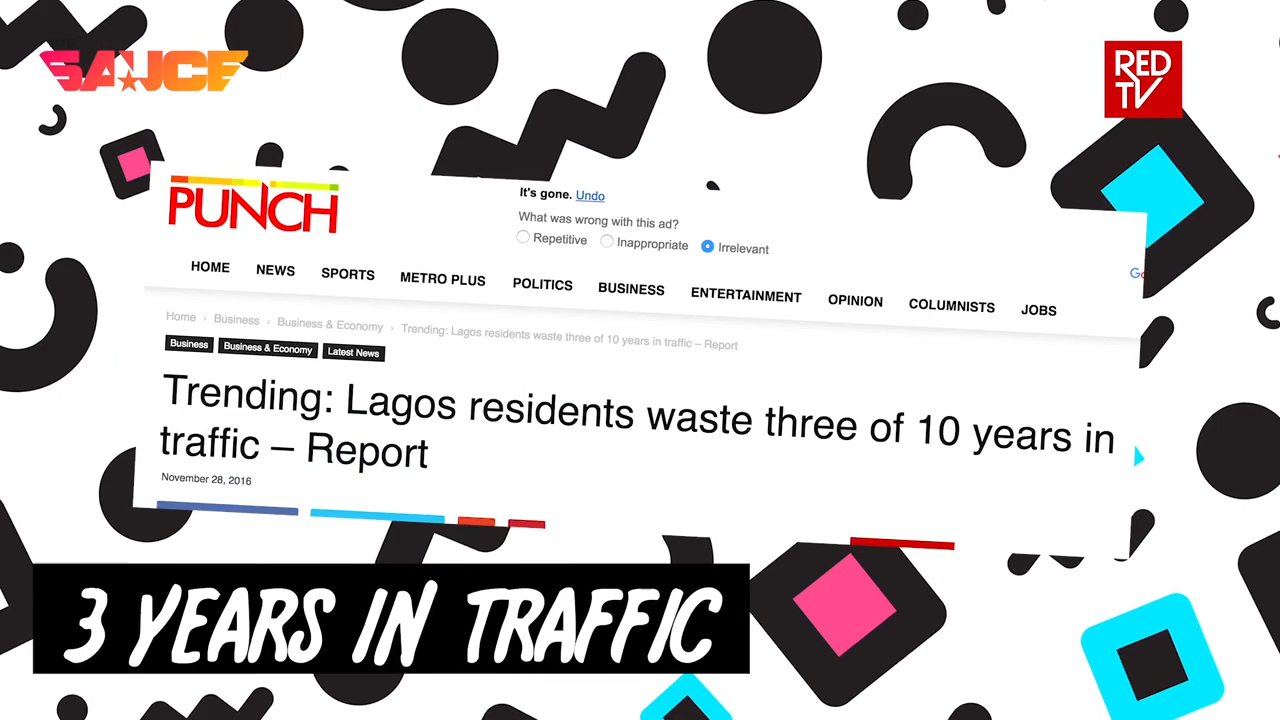 SAUCE
RED
TV
PUNCH
It's gone. Undo
What was wrong with this ad?
Repetitive Inappropriate Irrelevant
HOME NEWS SPORTS METRO PLUS POLITICS BUSINESS ENTERTAINMENT OPINION COLUMNISTS JOBS
Home › Business › Business & Economy › Trending: Lagos residents waste three of 10 years in traffic – Report
Business Business & Economy Latest News
Trending: Lagos residents waste three of 10 years in
traffic – Report
November 28, 2016
3 YEARS IN TRAFFIC